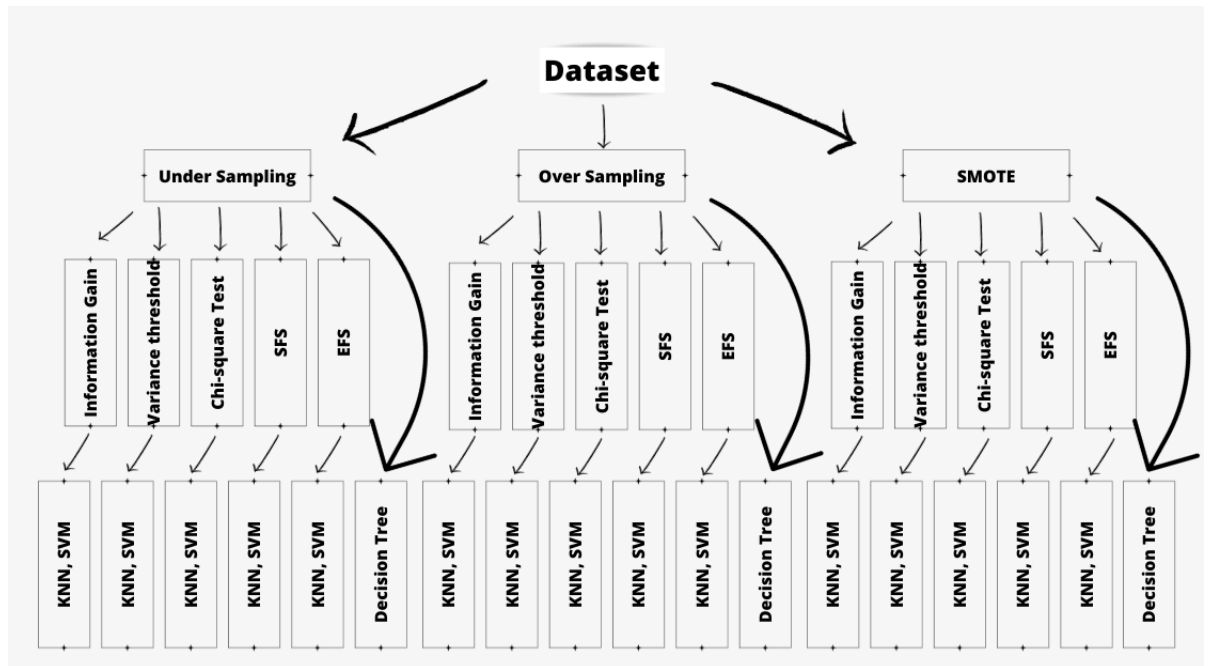 Dataset
Under Sampling
Over Sampling
SMOTE
Information Gain
Variance threshold
Chi-square Test
SFS
EFS
Information Gain
Variance threshold
Chi-square Test
SFS
EFS
Information Gain
Variance threshold
Chi-square Test
SFS
EFS
KNN, SVM
KNN, SVM
KNN, SVM
KNN, SVM
KNN, SVM
Decision Tree
KNN, SVM
KNN, SVM
KNN, SVM
KNN, SVM
KNN, SVM
Decision Tree
KNN, SVM
KNN, SVM
KNN, SVM
KNN, SVM
KNN, SVM
Decision Tree